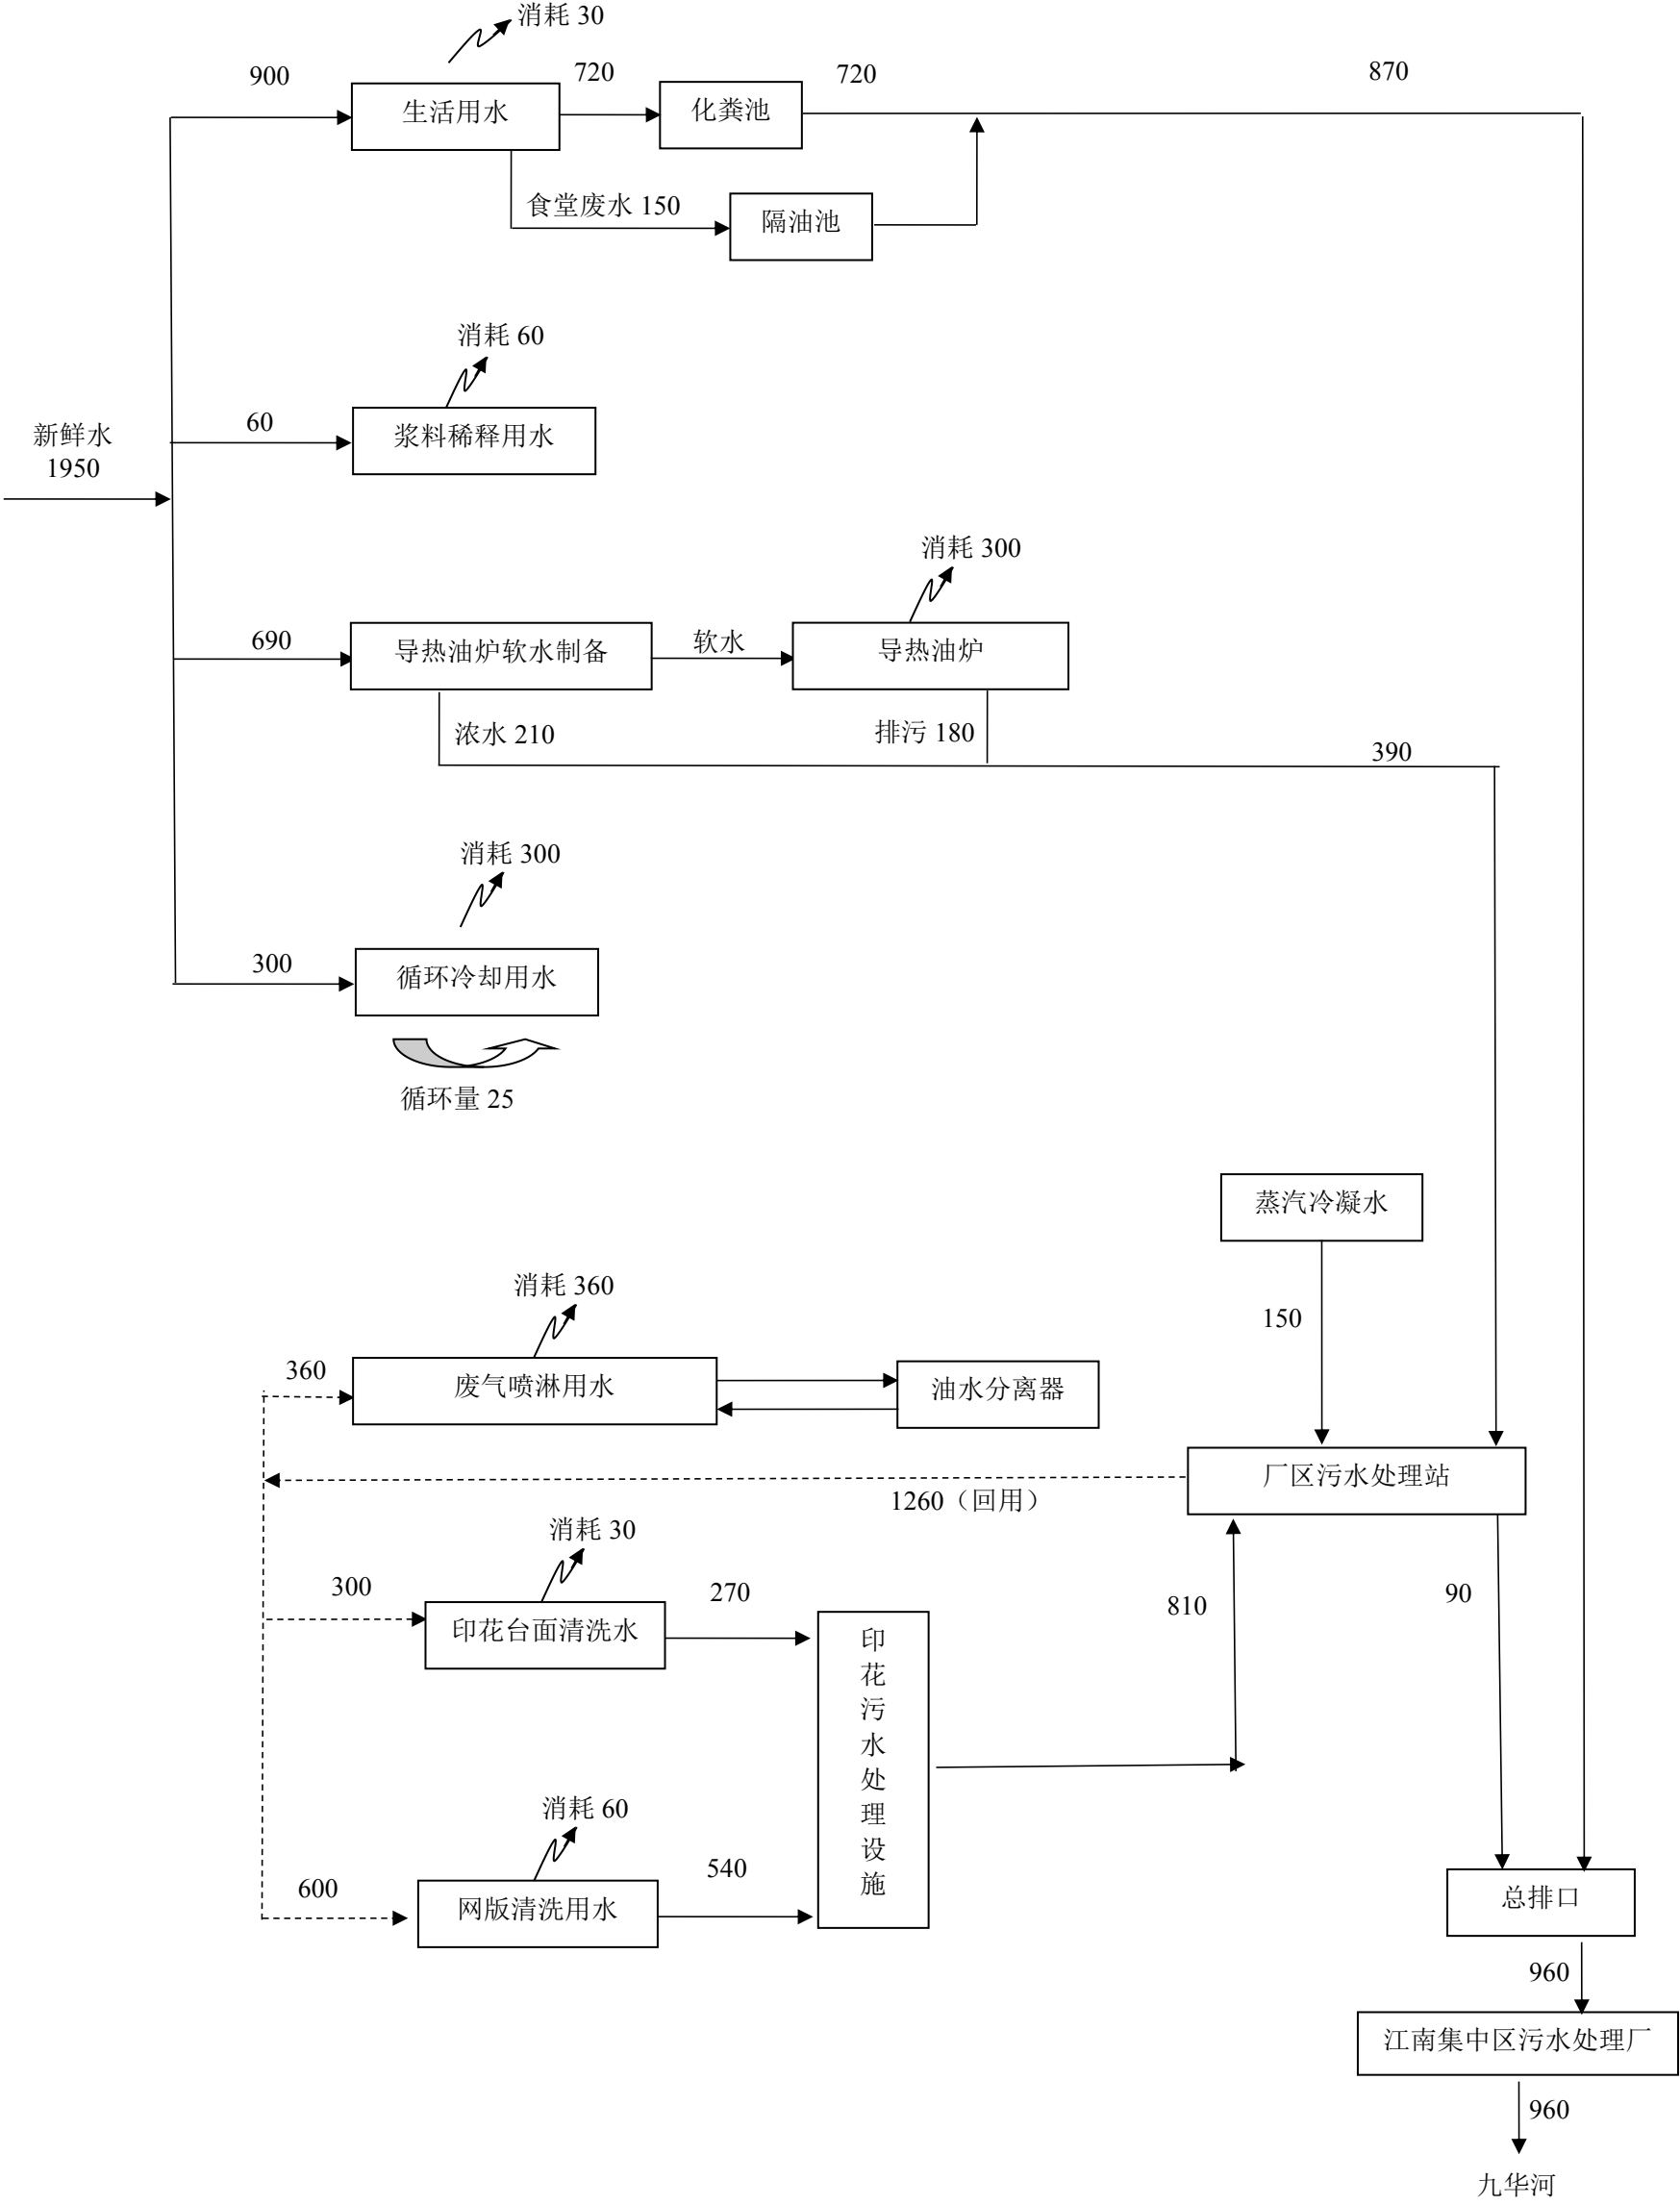 消耗 30
900
生活用水
720
化粪池
720
870
食堂废水 150
隔油池
消耗 60
60
浆料稀释用水
新鲜水
1950
消耗 300
690
导热油炉软水制备
软水
导热油炉
浓水 210
排污 180
390
消耗 300
300
循环冷却用水
循环量 25
蒸汽冷凝水
150
消耗 360
360
废气喷淋用水
油水分离器
厂区污水处理站
1260（回用）
消耗 30
300
印花台面清洗水
270
印花污水处理设施
810
90
消耗 60
600
网版清洗用水
540
总排口
960
江南集中区污水处理厂
960
九华河